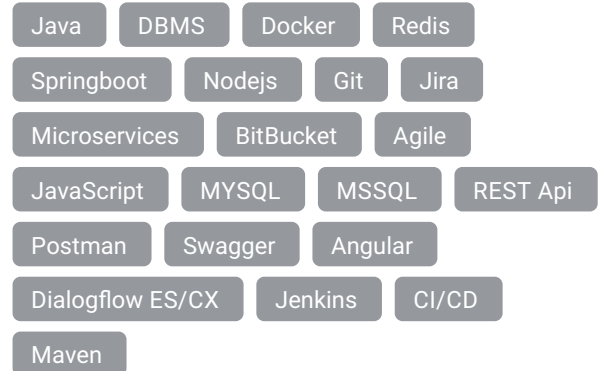 Java DBMS Docker Redis
Springboot Nodejs Git Jira
Microservices BitBucket Agile
JavaScript MYSQL MSSQL REST Api
Postman Swagger Angular
Dialogflow ES/CX Jenkins CI/CD
Maven